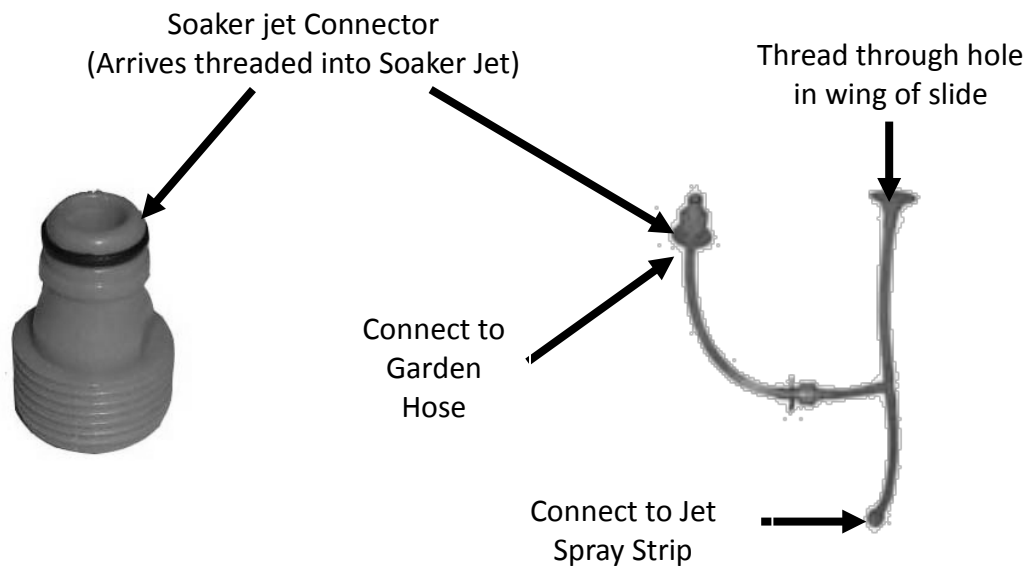 Soaker jet Connector
(Arrives threaded into Soaker Jet)
Thread through hole
in wing of slide
Connect to
Garden
Hose
Connect to Jet
Spray Strip